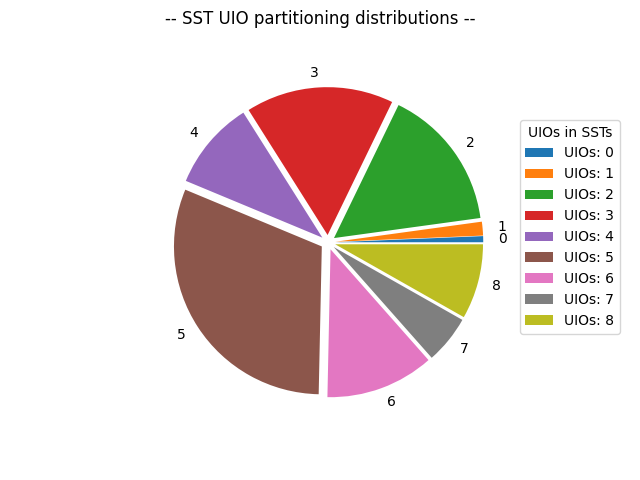 -- SST UIO partitioning distributions --
3
4
2
1
0
5
8
7
6
UIOs in SSTs
UIOs: 0
UIOs: 1
UIOs: 2
UIOs: 3
UIOs: 4
UIOs: 5
UIOs: 6
UIOs: 7
UIOs: 8